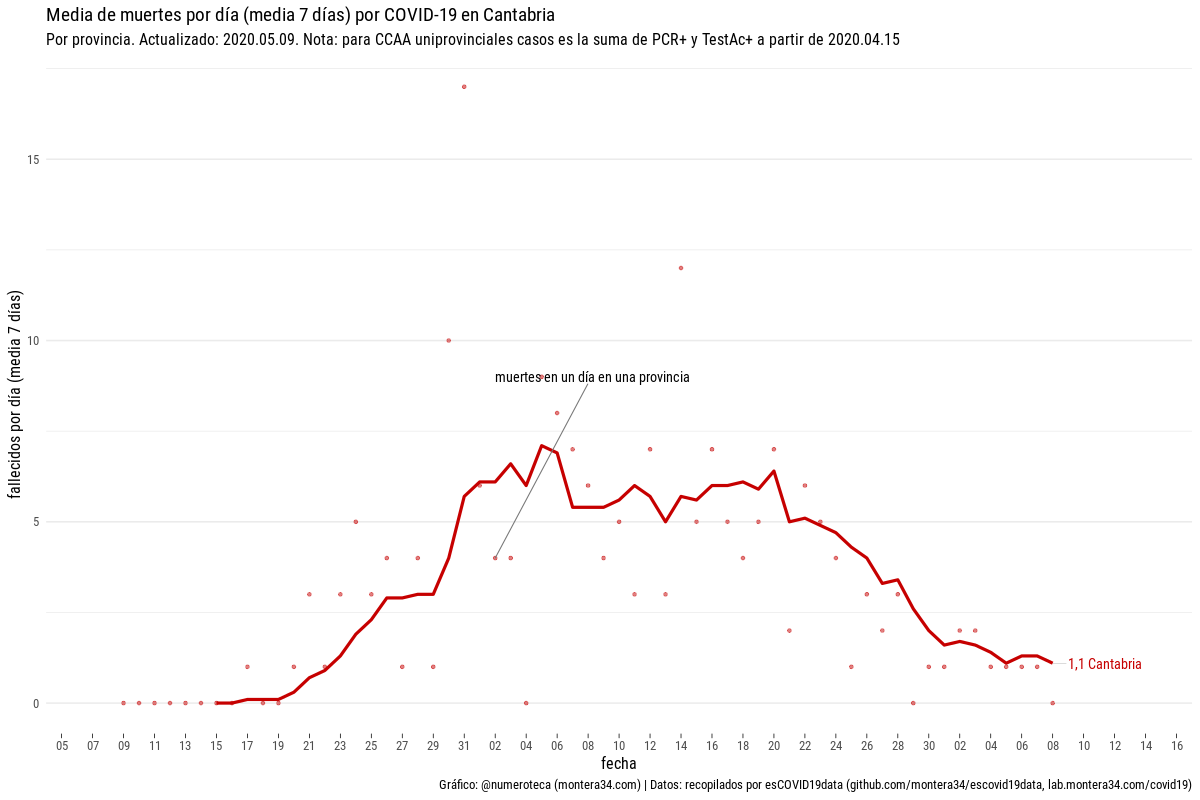 Media de muertes por día (media 7 días) por COVID-19 en Cantabria
Por provincia. Actualizado: 2020.05.09. Nota: para CCAA uniprovinciales casos es la suma de PCR+ y TestAc+ a partir de 2020.04.15
fallecidos por día (media 7 días)
15
10
5
0
muertes en un día en una provincia
1,1 Cantabria
05 07 09 11 13 15 17 19 21 23 25 27 29 31 02 04 06 08 10 12 14 16 18 20 22 24 26 28 30 02 04 06 08 10 12 14 16
fecha
Gráfico: @numeroteca (montera34.com) | Datos: recopilados por esCOVID19data (github.com/montera34/escovid19data, lab.montera34.com/covid19)